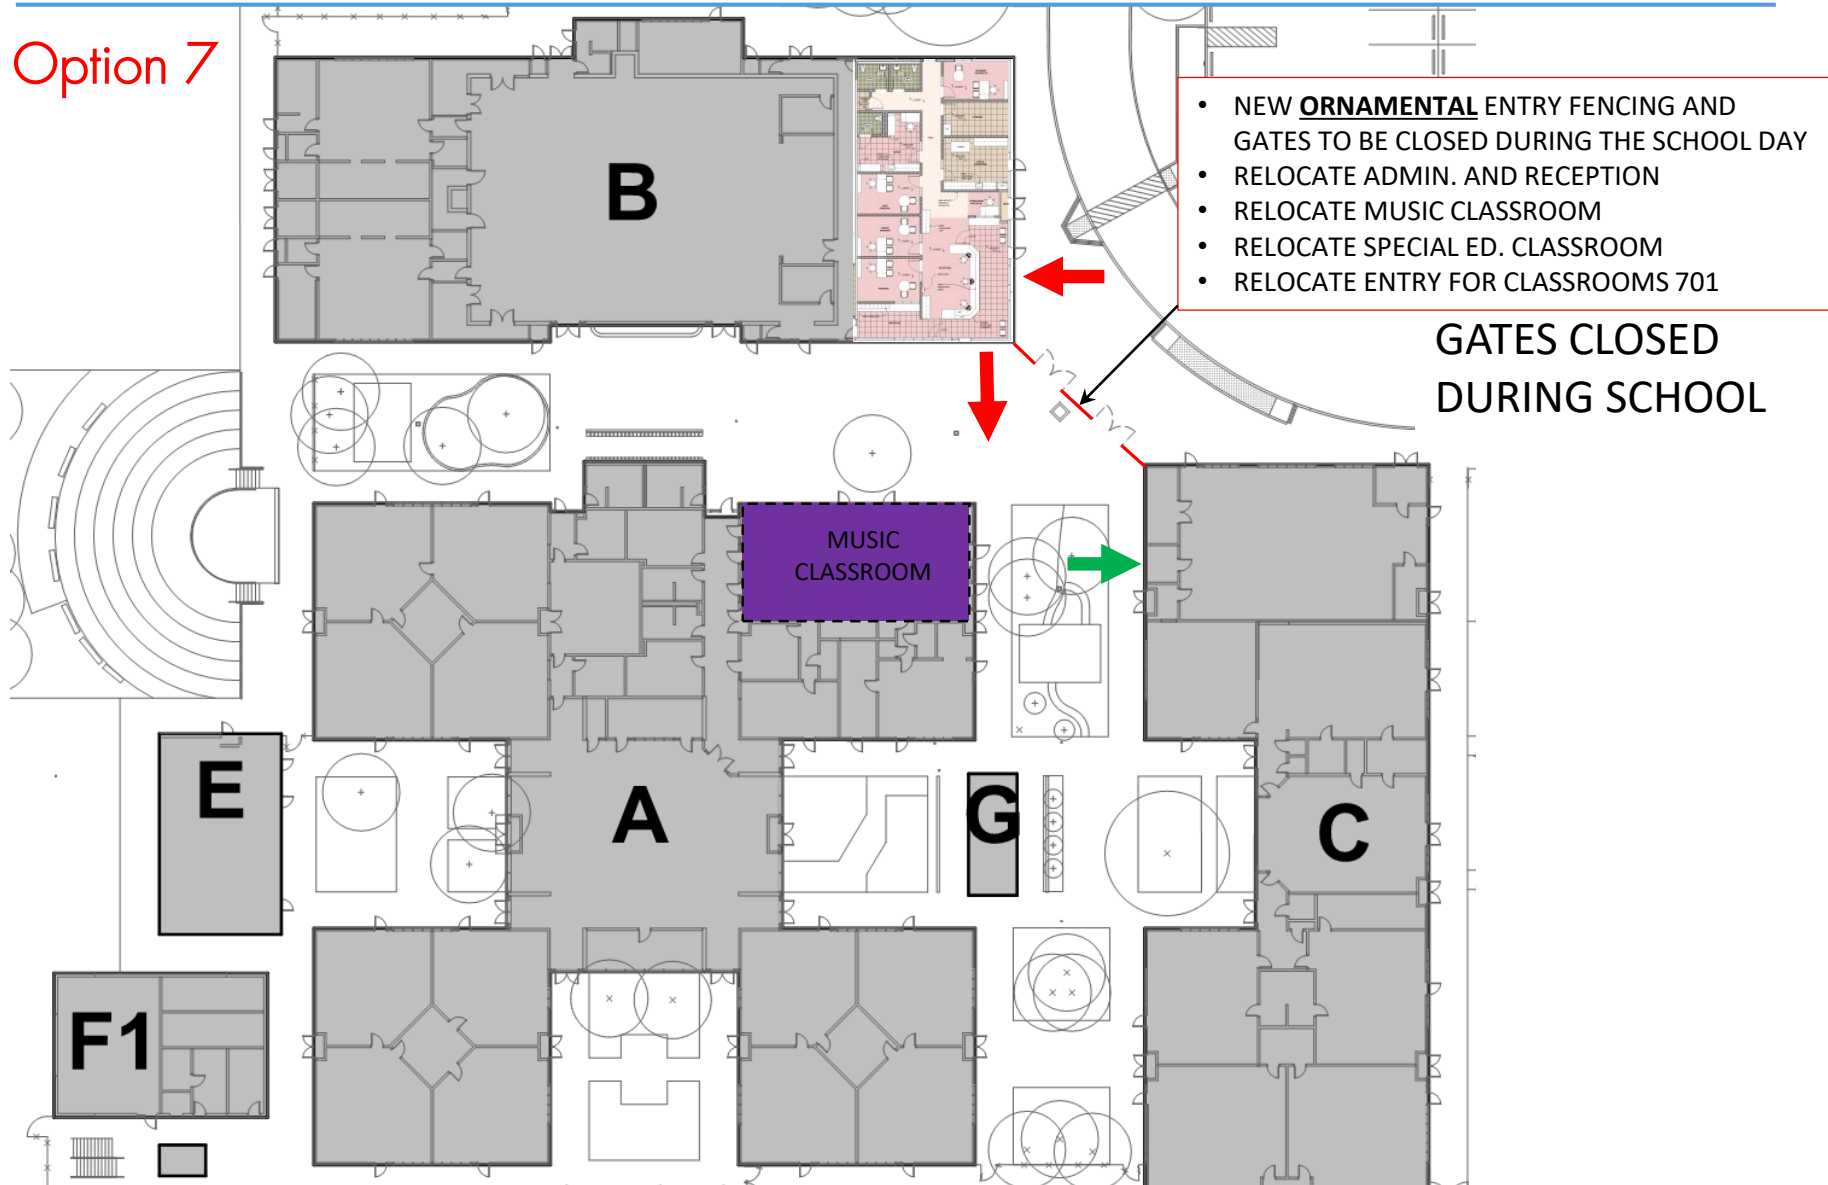 Option 7
• NEW ORNAMENTAL ENTRY FENCING AND
GATES TO BE CLOSED DURING THE SCHOOL DAY
• RELOCATE ADMIN. AND RECEPTION
• RELOCATE MUSIC CLASSROOM
• RELOCATE SPECIAL ED. CLASSROOM
• RELOCATE ENTRY FOR CLASSROOMS 701
GATES CLOSED
DURING SCHOOL
B
MUSIC
CLASSROOM
E
A
G
C
F1